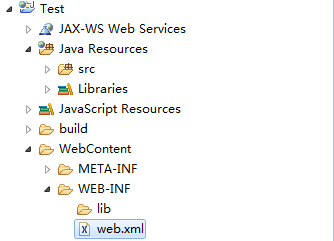 Test
JAX-WS Web Services
Java Resources
src
Libraries
JavaScript Resources
build
WebContent
META-INF
WEB-INF
lib
web.xml